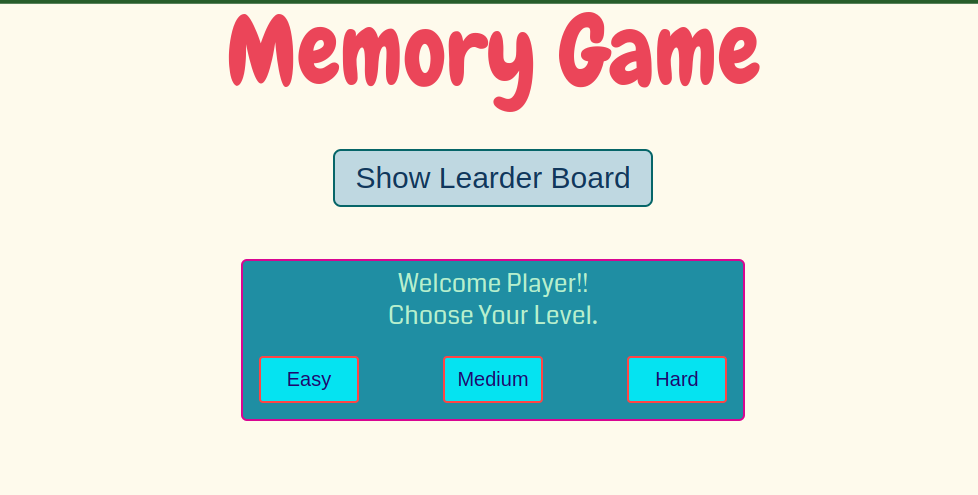 Memory Game
Show Learder Board
Welcome Player!!
Choose Your Level.
Easy
Medium
Hard